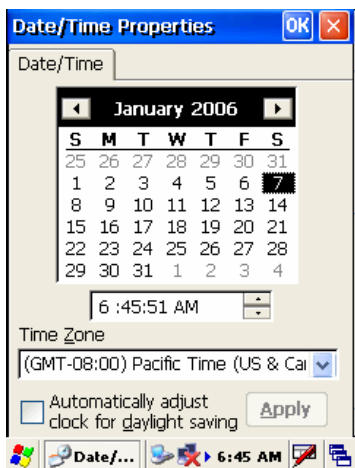 Date/Time Properties OK
Date/Time
January 2006
S M T W T F S
25 26 27 28 29 30 31
1 2 3 4 5 6 7
8 9 10 11 12 13 14
15 16 17 18 19 20 21
22 23 24 25 26 27 28
29 30 31 1 2 3 4
6 :45:51 AM
Time Zone
(GMT-08:00) Pacific Time (US & Car
Automatically adjust
clock for daylight saving
Apply
Date/... 6:45 AM